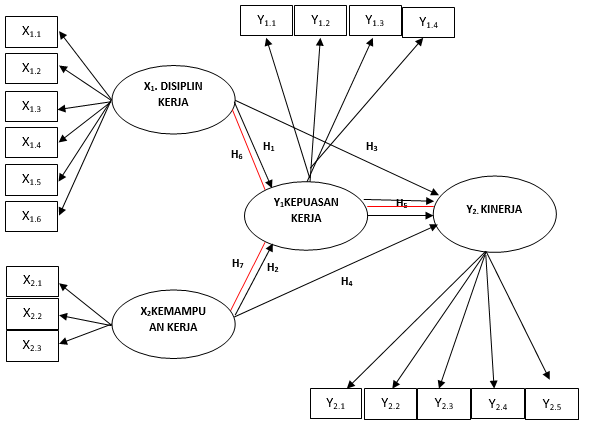 Y1.1 Y1.2 Y1.3 Y1.4
X1.1
X1.2
X1.3
X1.4
X1.5
X1.6
X1. DISIPLIN
KERJA
H1
H3
H6
Y1KEPUASAN
KERJA
H5
Y2. KINERJA
H7
H2
H4
X2.1
X2.2
X2.3
X2KEMAMPU
AN KERJA
Y2.1 Y2.2 Y2.3 Y2.4 Y2.5